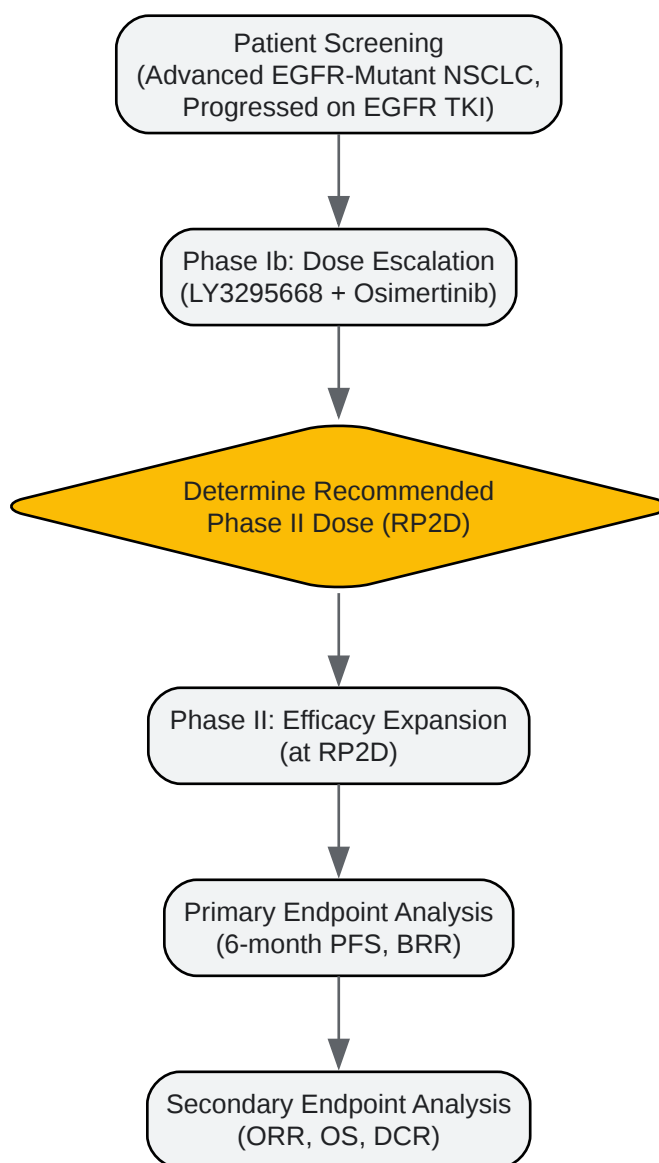 Patient Screening
(Advanced EGFR-Mutant NSCLC,
Progressed on EGFR TKI)
Phase Ib: Dose Escalation
(LY3295668 + Osimertinib)
Determine Recommended
Phase II Dose (RP2D)
Phase II: Efficacy Expansion
(at RP2D)
Primary Endpoint Analysis
(6-month PFS, BRR)
Secondary Endpoint Analysis
(ORR, OS, DCR)